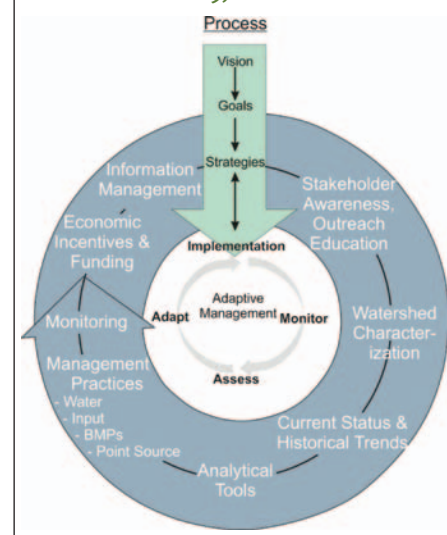 Process
Vision
Goals
Strategies
Implementation
Information
Management
Stakeholder
Awareness,
Outreach
Education
Economic
Incentives &
Funding
Adaptive
Management
Adapt
Monitor
Assess
Watershed
Character-
ization
Monitoring
Management
Practices
- Water
- Input
- BMPs
- Point Source
Current Status &
Historical Trends
Analytical
Tools